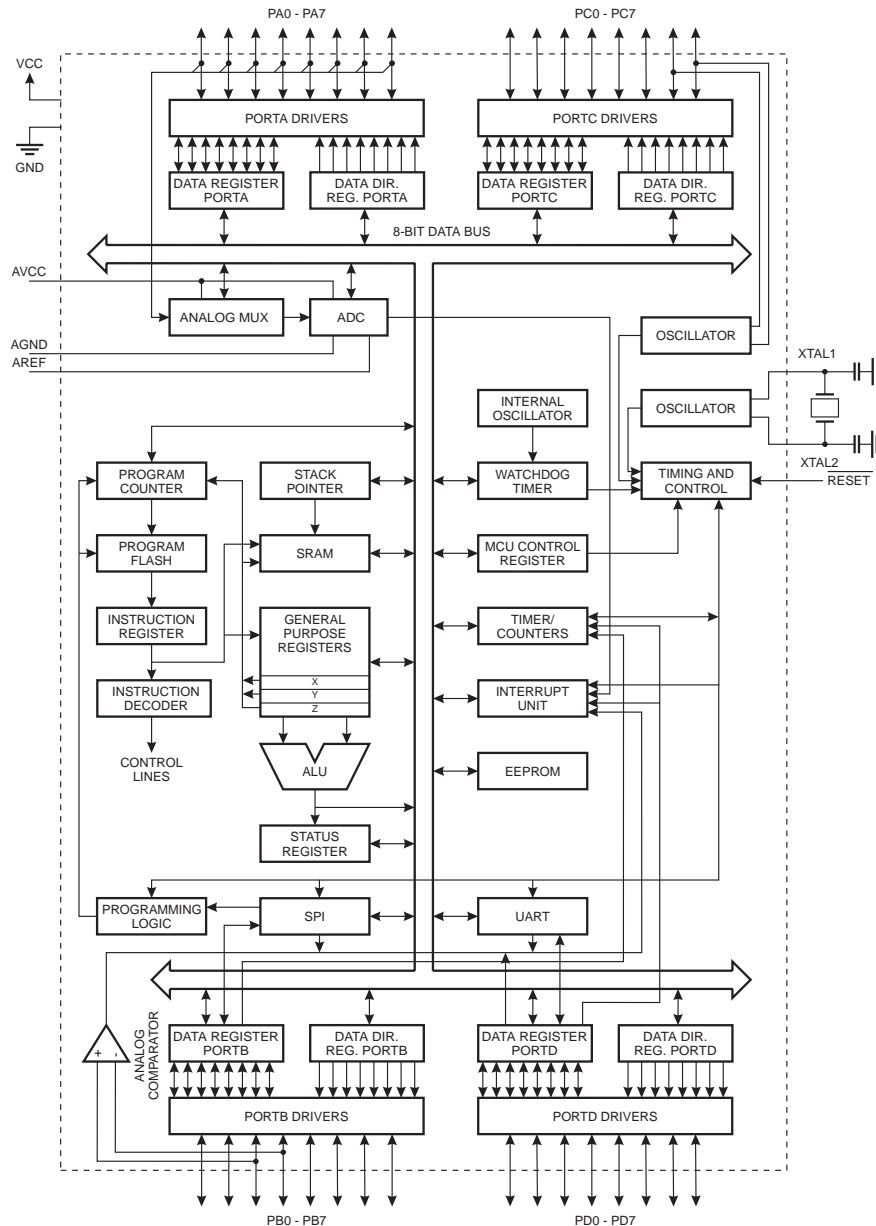 PA0 - PA7
PC0 - PC7
VCC
GND
PORTA DRIVERS
PORTC DRIVERS
DATA REGISTER
PORTA
DATA DIR.
REG. PORTA
DATA REGISTER
PORTC
DATA DIR.
REG. PORTC
8-BIT DATA BUS
AVCC
ANALOG MUX
ADC
AGND
AREF
OSCILLATOR
XTAL1
OSCILLATOR
XTAL2
INTERNAL
OSCILLATOR
PROGRAM
COUNTER
STACK
POINTER
WATCHDOG
TIMER
TIMING AND
CONTROL
RESET
PROGRAM
FLASH
SRAM
MCU CONTROL
REGISTER
INSTRUCTION
REGISTER
GENERAL
PURPOSE
REGISTERS
X
Y
Z
TIMER/
COUNTERS
INSTRUCTION
DECODER
INTERRUPT
UNIT
CONTROL
LINES
ALU
EEPROM
STATUS
REGISTER
PROGRAMMING
LOGIC
SPI
UART
ANALOG
COMPARATOR
+
-
DATA REGISTER
PORTB
DATA DIR.
REG. PORTB
DATA REGISTER
PORTD
DATA DIR.
REG. PORTD
PORTB DRIVERS
PORTD DRIVERS
PB0 - PB7
PD0 - PD7